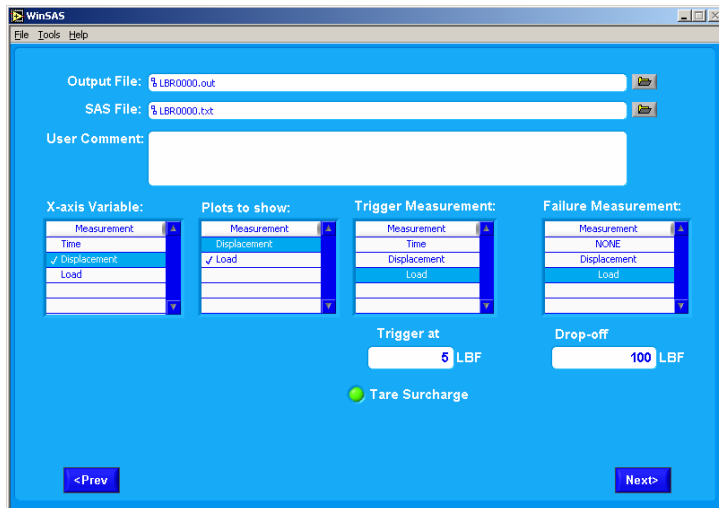 WinSAS
File Tools Help
Output File: LBR0000.out
SAS File: LBR0000.txt
User Comment:
X-axis Variable: Plots to show: Trigger Measurement: Failure Measurement:
Measurement Measurement Measurement Measurement
Time Displacement Time NONE
✓ Displacement ✓ Load Displacement Displacement
Load Load Load
Trigger at Drop-off
5 LBF 100 LBF
Tare Surcharge
<Prev Next>